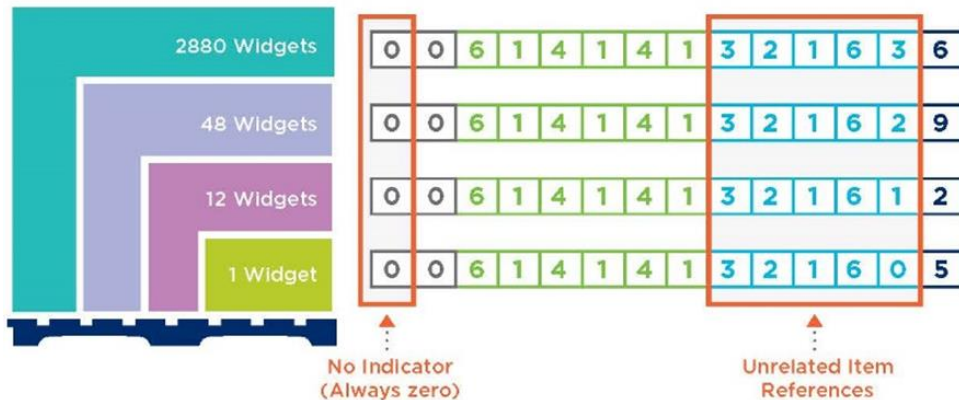 2880 Widgets
0 0 6 1 4 1 4 1 3 2 1 6 3 6
48 Widgets
0 0 6 1 4 1 4 1 3 2 1 6 2 9
12 Widgets
0 0 6 1 4 1 4 1 3 2 1 6 1 2
1 Widget
0 0 6 1 4 1 4 1 3 2 1 6 0 5
No Indicator
(Always zero)
Unrelated Item
References